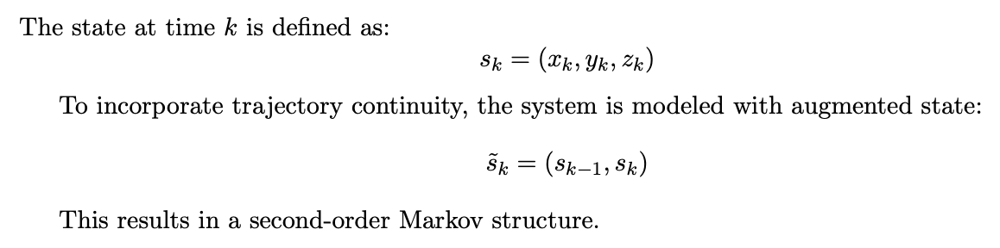 The state at time k is defined as:
s_k = (x_k, y_k, z_k)
To incorporate trajectory continuity, the system is modeled with augmented state:
s̃_k = (s_{k−1}, s_k)
This results in a second-order Markov structure.